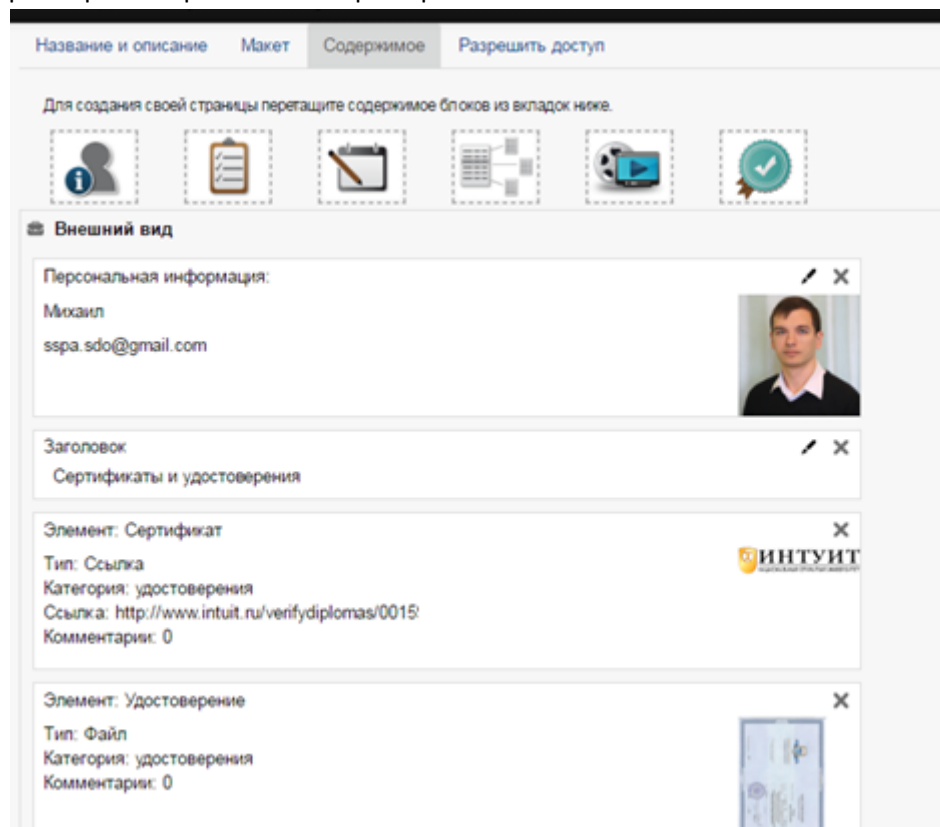 Название и описание Макет Содержимое Разрешить доступ
Для создания своей страницы перетащите содержимое блоков из вкладок ниже.
Внешний вид
Персональная информация:
Михаил
sspa.sdo@gmail.com
Заголовок
Сертификаты и удостоверения
Элемент: Сертификат
Тип: Ссылка
Категория: удостоверения
Ссылка: http://www.intuit.ru/verifydiplomas/0015
Комментарии: 0
ИНТУИТ
Элемент: Удостоверение
Тип: Файл
Категория: удостоверения
Комментарии: 0